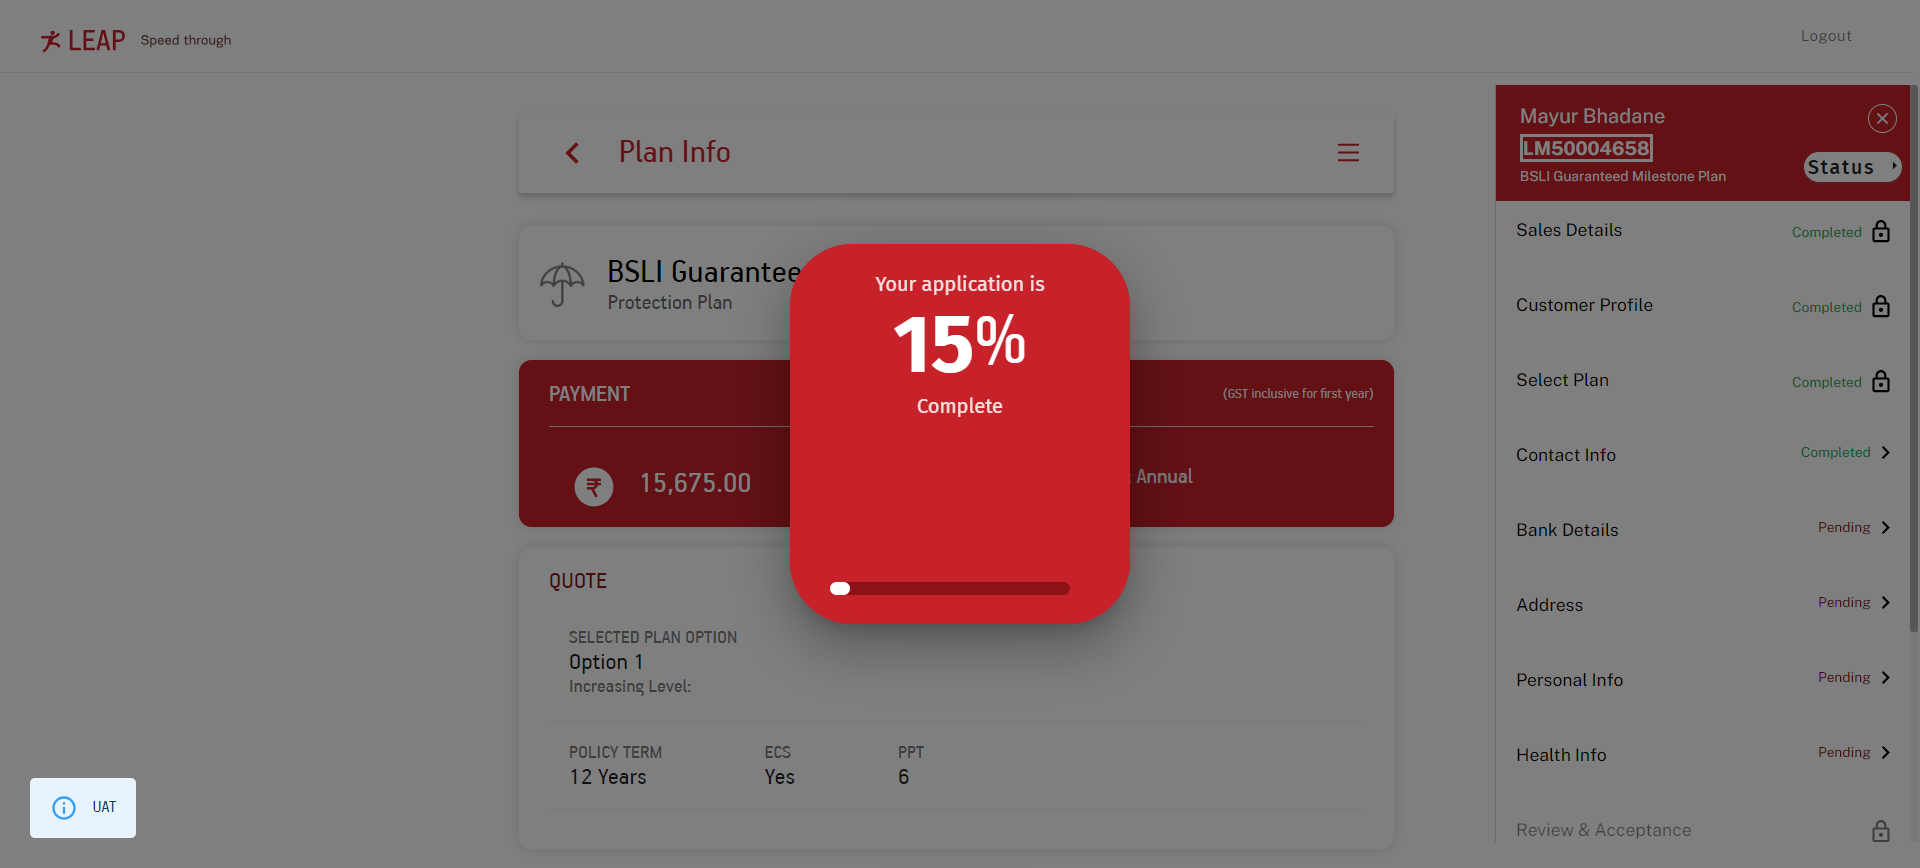 LEAP Speed through
Logout
Plan Info
BSLI Guarantee
Protection Plan
PAYMENT
(GST inclusive for first year)
15,675.00
: Annual
QUOTE
SELECTED PLAN OPTION
Option 1
Increasing Level:
POLICY TERM ECS PPT
12 Years Yes 6
Your application is
15%
Complete
UAT
Mayur Bhadane
LM50004658
Status
BSLI Guaranteed Milestone Plan
Sales Details Completed
Customer Profile Completed
Select Plan Completed
Contact Info Completed
Bank Details Pending
Address Pending
Personal Info Pending
Health Info Pending
Review & Acceptance